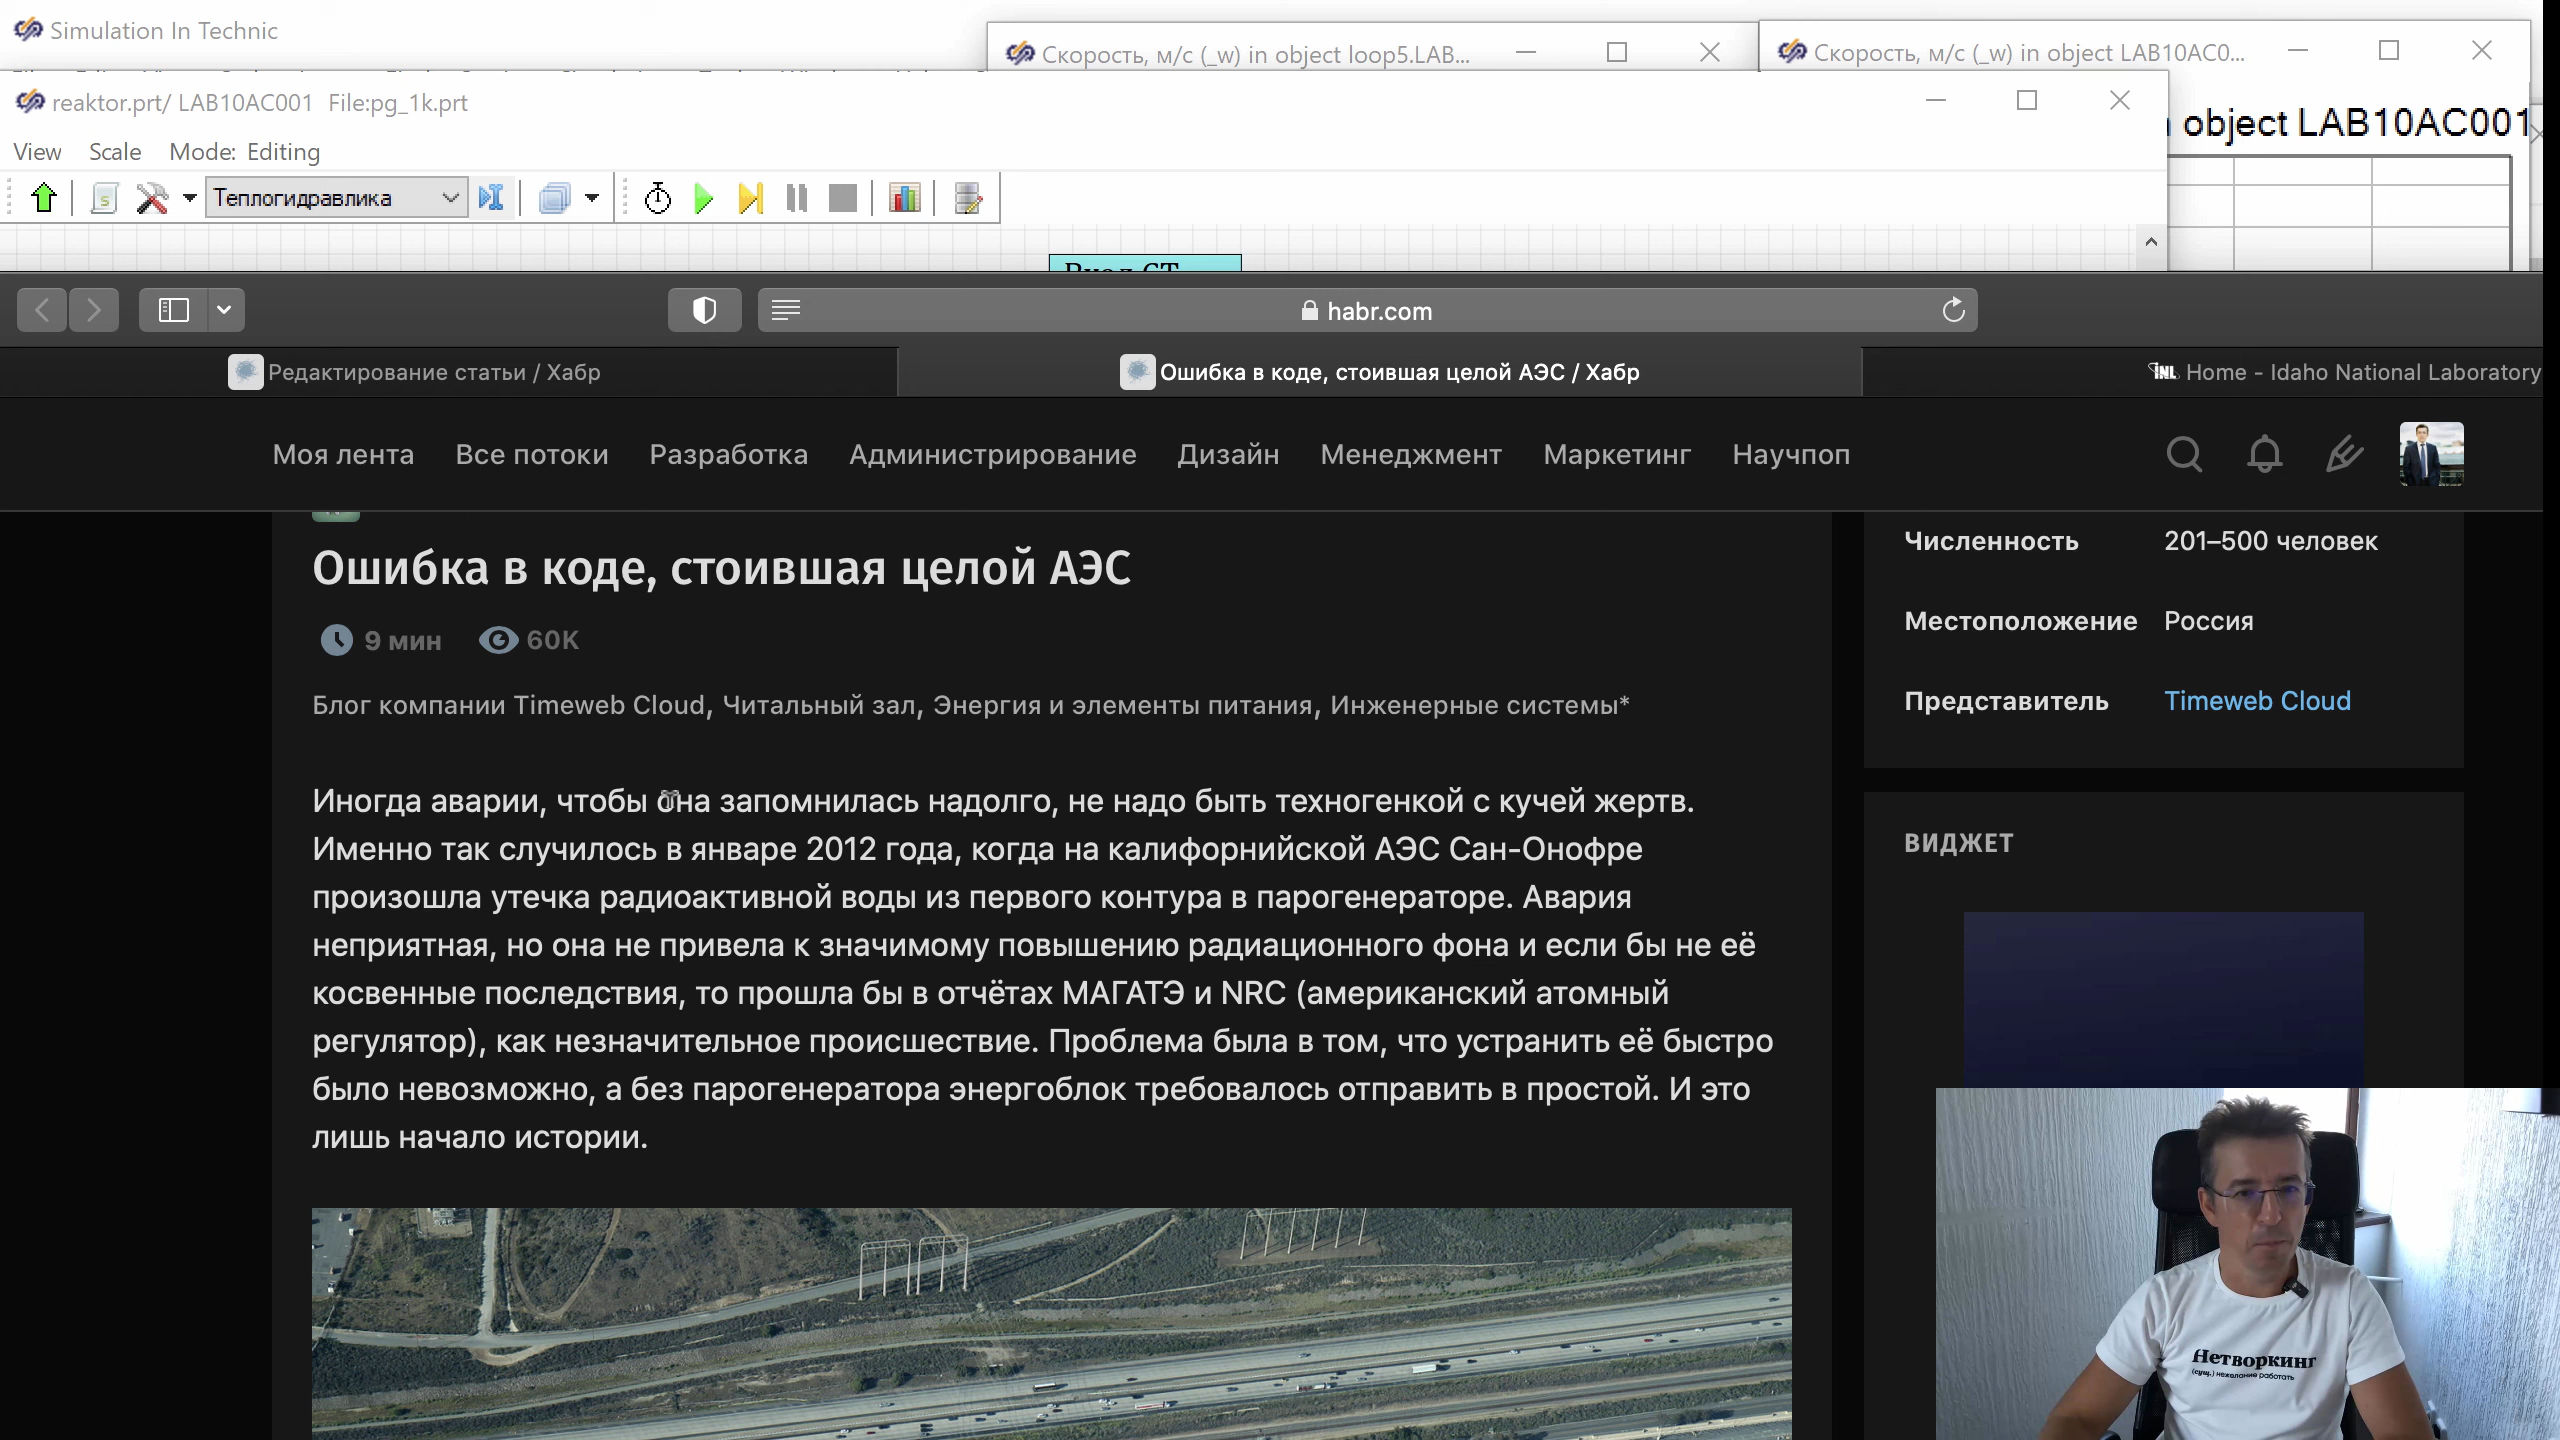 Simulation In Technic
Скорость, м/с (_w) in object loop5.LAB...
Скорость, м/с (_w) in object LAB10AC0...
reaktor.prt/ LAB10AC001 File:pg_1k.prt
object LAB10AC001
View Scale Mode: Editing
Теплогидравлика
habr.com
Редактирование статьи / Хабр
Ошибка в коде, стоившая целой АЭС / Хабр
INL Home - Idaho National Laboratory
Моя лента Все потоки Разработка Администрирование Дизайн Менеджмент Маркетинг Научпоп
Ошибка в коде, стоившая целой АЭС
9 мин 60K
Блог компании Timeweb Cloud, Читальный зал, Энергия и элементы питания, Инженерные системы*
Иногда аварии, чтобы она запомнилась надолго, не надо быть техногенкой с кучей жертв.
Именно так случилось в январе 2012 года, когда на калифорнийской АЭС Сан-Онофре
произошла утечка радиоактивной воды из первого контура в парогенераторе. Авария
неприятная, но она не привела к значимому повышению радиационного фона и если бы не её
косвенные последствия, то прошла бы в отчётах МАГАТЭ и NRC (американский атомный
регулятор), как незначительное происшествие. Проблема была в том, что устранить её быстро
было невозможно, а без парогенератора энергоблок требовалось отправить в простой. И это
лишь начало истории.
Численность 201–500 человек
Местоположение Россия
Представитель Timeweb Cloud
ВИДЖЕТ
Нетворкинг
(сущ.) нежелание работать